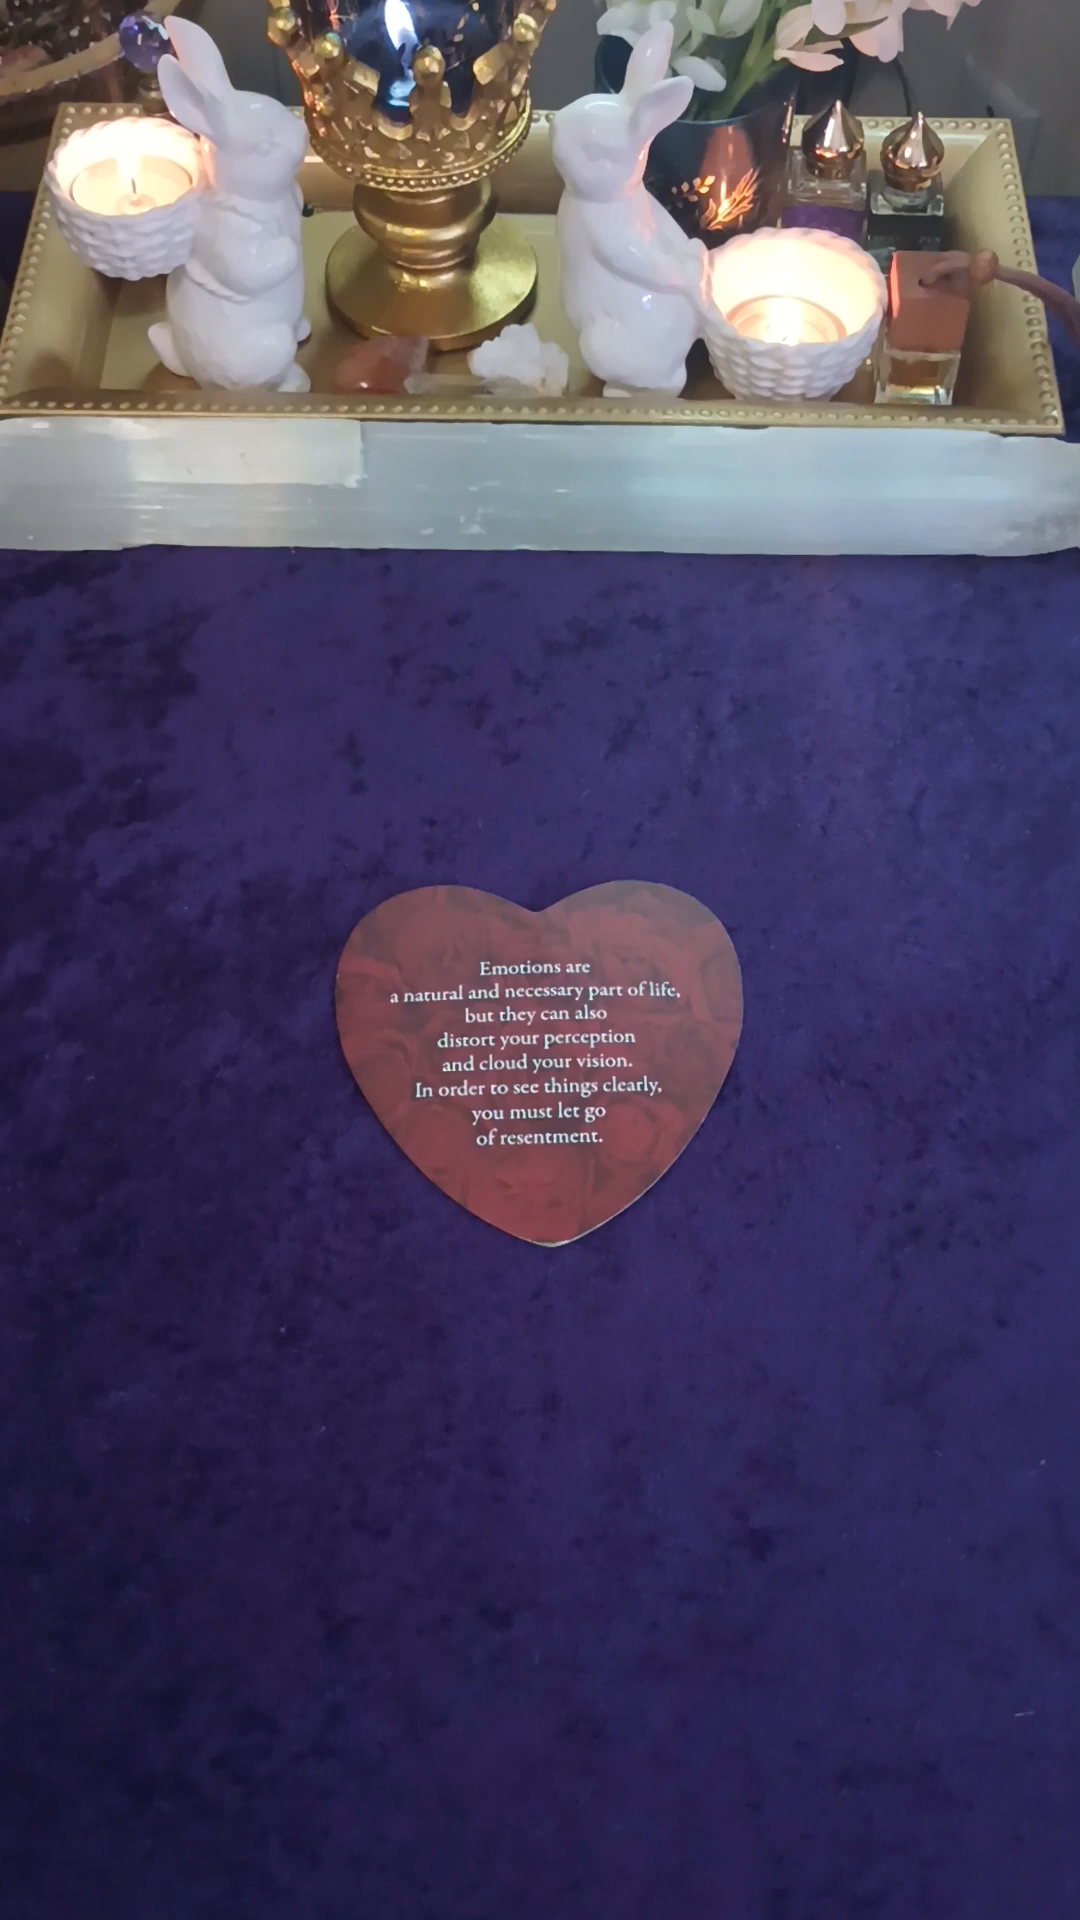 Emotions are
a natural and necessary part of life,
but they can also
distort your perception
and cloud your vision.
In order to see things clearly,
you must let go
of resentment.